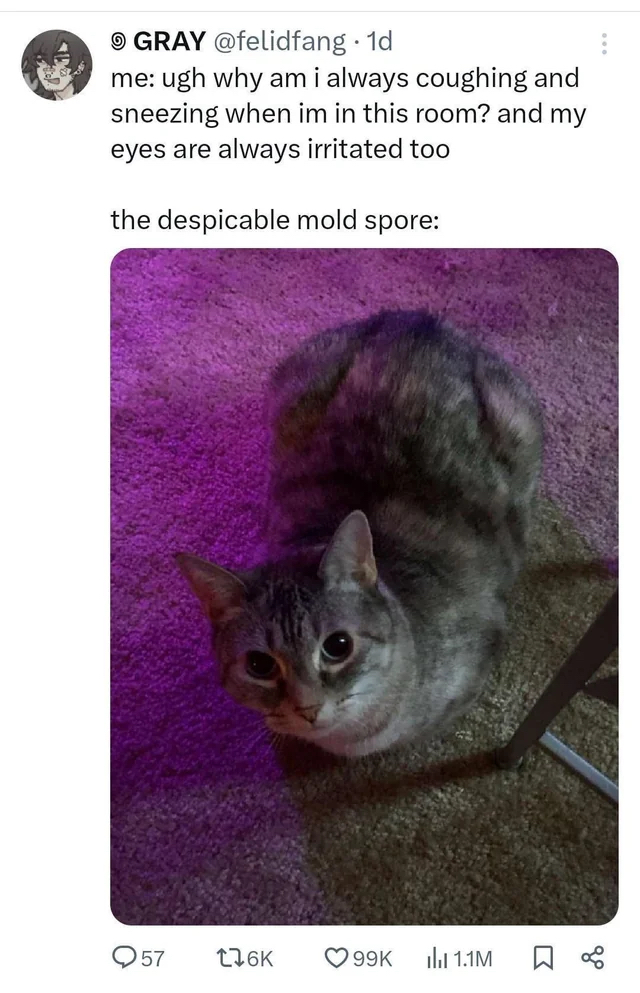 GRAY @felidfang · 1d
me: ugh why am i always coughing and
sneezing when im in this room? and my
eyes are always irritated too
the despicable mold spore:
57 6K 99K 1.1M